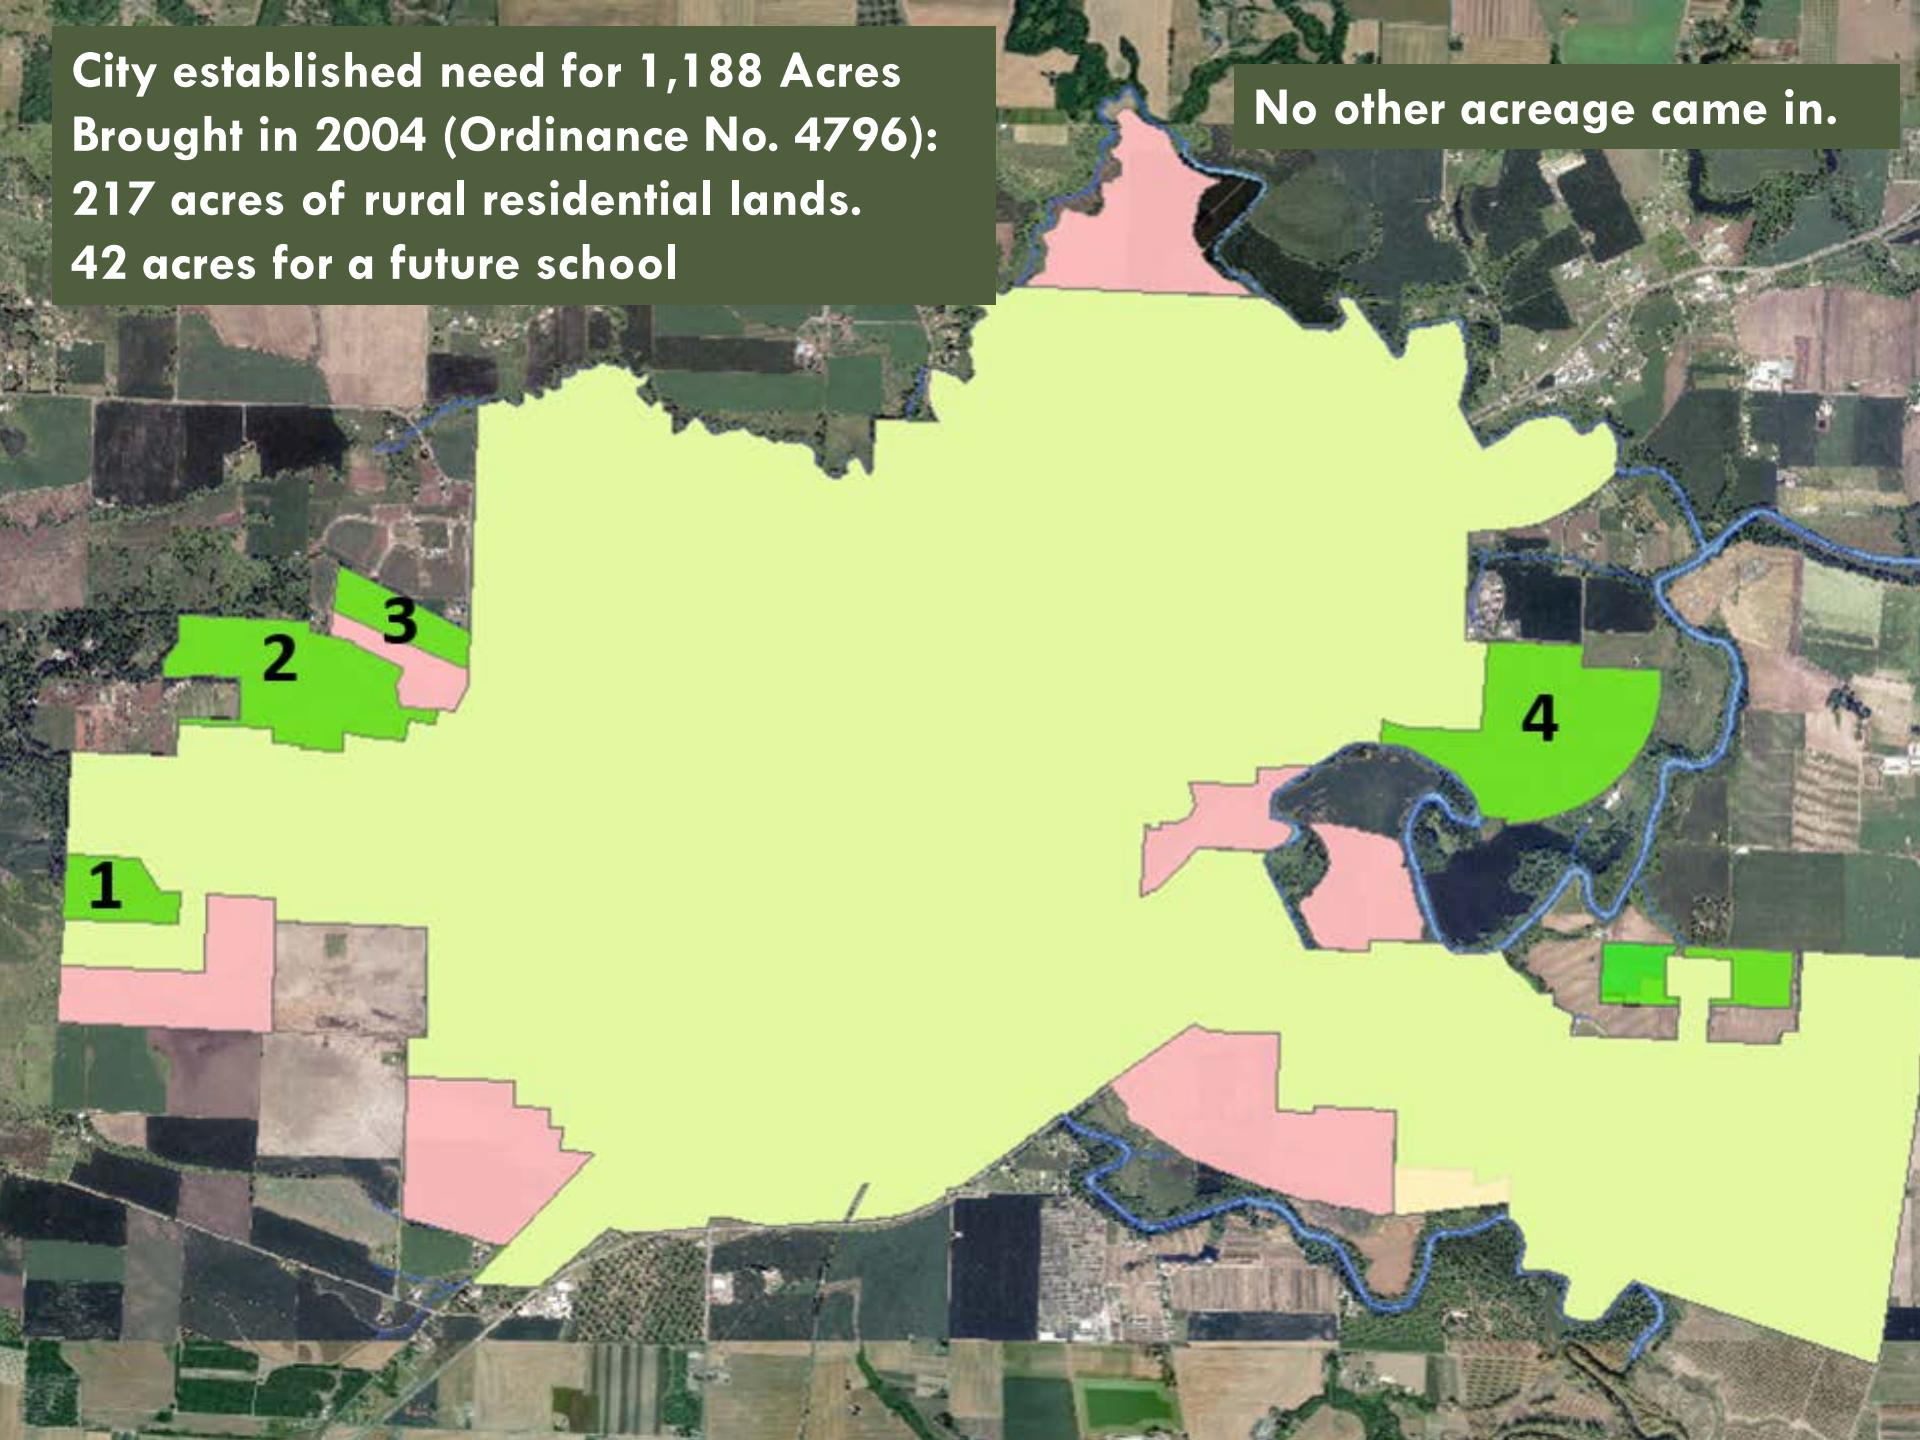 City established need for 1,188 Acres
Brought in 2004 (Ordinance No. 4796):
217 acres of rural residential lands.
42 acres for a future school
No other acreage came in.
3
2
4
1